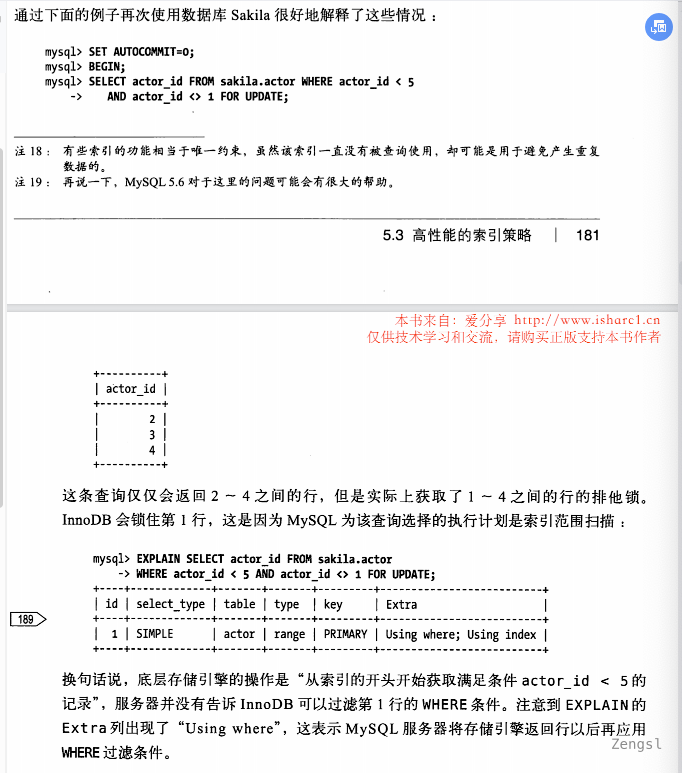 通过下面的例子再次使用数据库 Sakila 很好地解释了这些情况：
mysql> SET AUTOCOMMIT=0;
mysql> BEGIN;
mysql> SELECT actor_id FROM sakila.actor WHERE actor_id < 5
-> AND actor_id <> 1 FOR UPDATE;
注 18： 有些索引的功能相当于唯一约束，虽然该索引一直没有被查询使用，却可能是用于避免产生重复
数据的。
注 19： 再说一下，MySQL 5.6 对于这里的问题可能会有很大的帮助。
5.3 高性能的索引策略 | 181
本书来自：爱分享 http://www.isharc1.cn
仅供技术学习和交流，请购买正版支持本书作者
+----------+
| actor_id |
+----------+
| 2 |
| 3 |
| 4 |
+----------+
这条查询仅仅会返回 2 ~ 4 之间的行，但是实际上获取了 1 ~ 4 之间的行的排他锁。
InnoDB 会锁住第 1 行，这是因为 MySQL 为该查询选择的执行计划是索引范围扫描：
mysql> EXPLAIN SELECT actor_id FROM sakila.actor
-> WHERE actor_id < 5 AND actor_id <> 1 FOR UPDATE;
+----+-------------+-------+-------+---------+--------------------------+
| id | select_type | table | type | key | Extra |
+----+-------------+-------+-------+---------+--------------------------+
189
| 1 | SIMPLE | actor | range | PRIMARY | Using where; Using index |
+----+-------------+-------+-------+---------+--------------------------+
换句话说，底层存储引擎的操作是“从索引的开头开始获取满足条件 actor_id < 5 的
记录”，服务器并没有告诉 InnoDB 可以过滤第 1 行的 WHERE 条件。注意到 EXPLAIN 的
Extra 列出现了“Using where”，这表示 MySQL 服务器将存储引擎返回行以后再应用
WHERE 过滤条件。
Zengsl